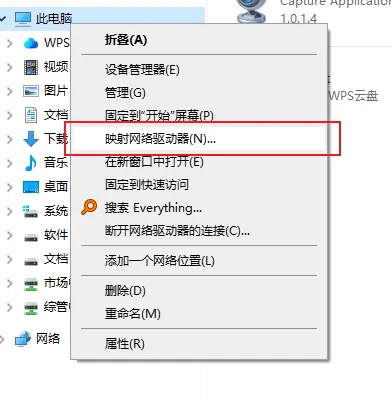 Capture Application
1.0.1.4
此电脑
折叠(A)
WPS
设备管理器(E)
视频
管理(G)
图片
固定到"开始"屏幕(P)
WPS云盘
文档
映射网络驱动器(N)...
下载
在新窗口中打开(E)
音乐
固定到快速访问
桌面
搜索 Everything...
系统
断开网络驱动器的连接(C)...
软件
添加一个网络位置(L)
文档
删除(D)
市场
重命名(M)
综管
属性(R)
网络